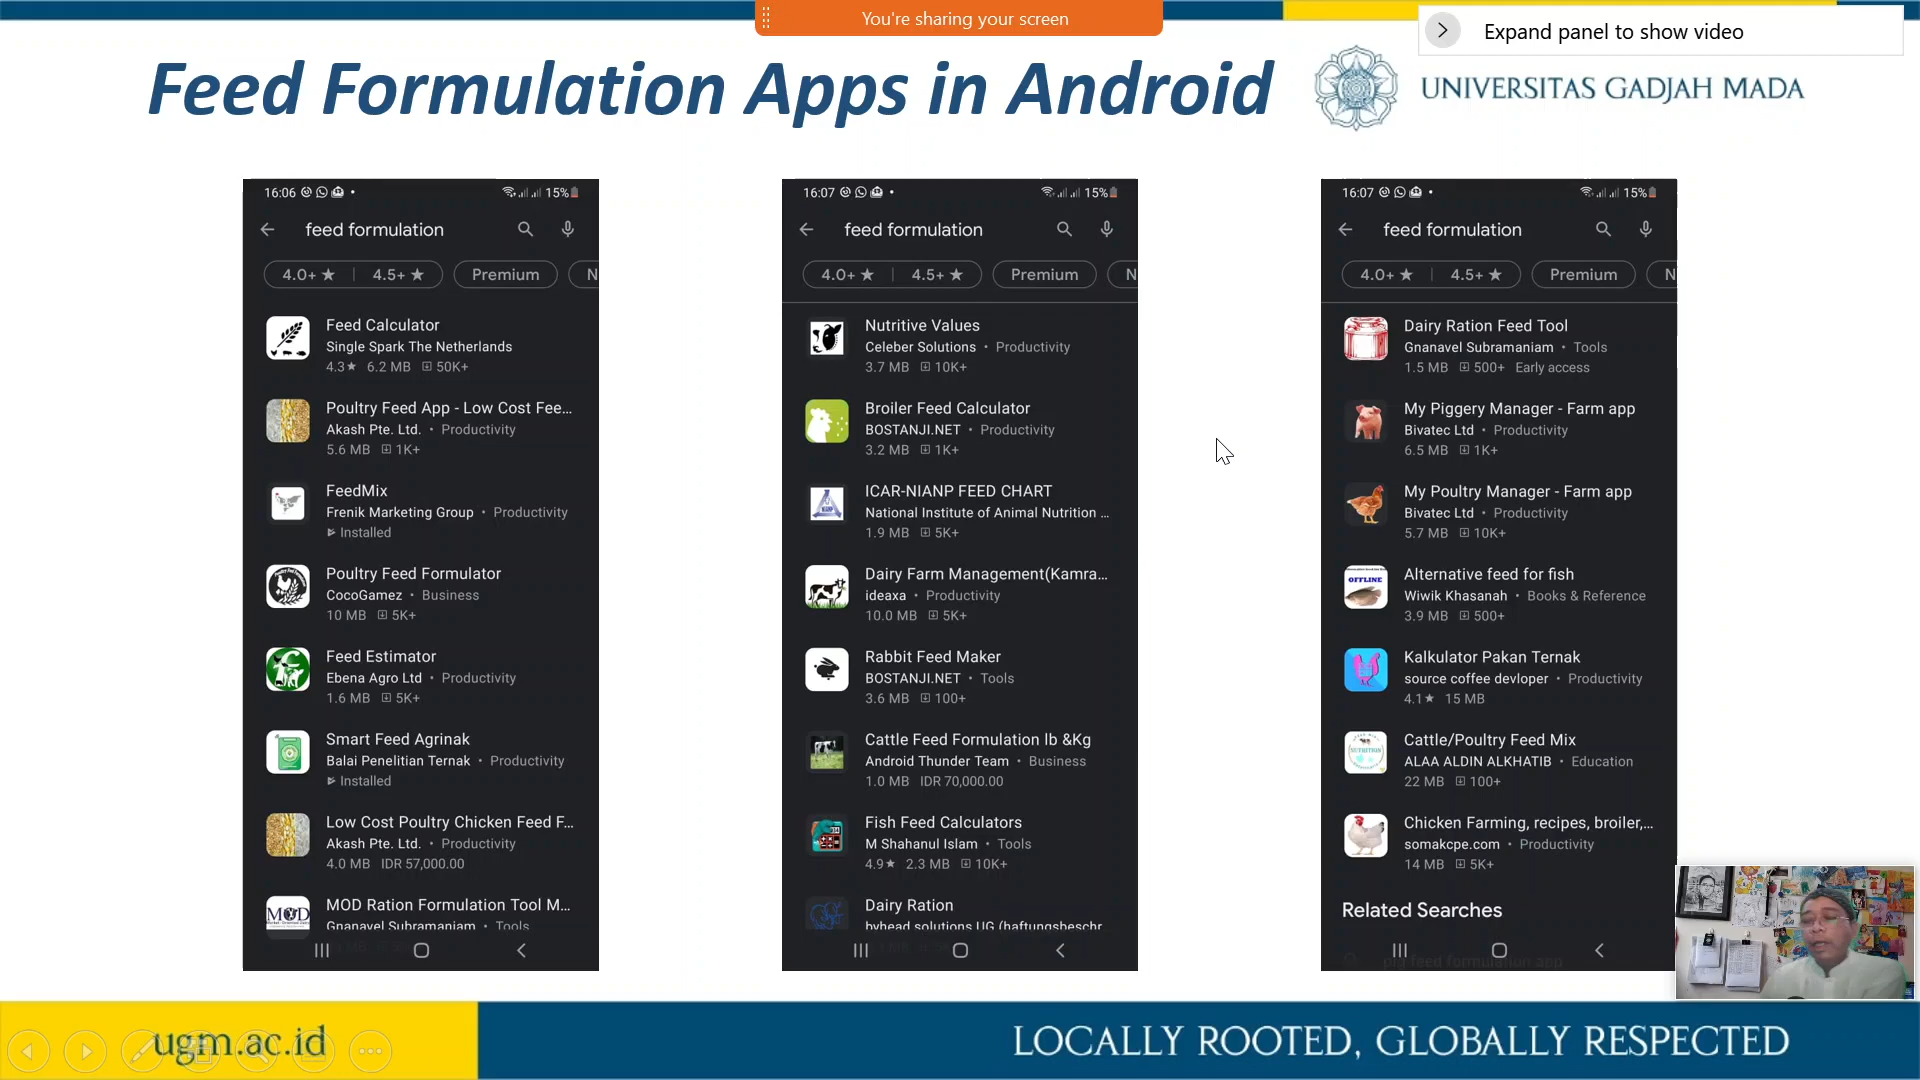 You're sharing your screen
Expand panel to show video
Feed Formulation Apps in Android
UNIVERSITAS GADJAH MADA
16:06 • 15%
feed formulation
4.0+ ★ | 4.5+ ★ Premium N
Feed Calculator
Single Spark The Netherlands
4.3★ 6.2 MB 50K+
Poultry Feed App - Low Cost Fee...
Akash Pte. Ltd. • Productivity
5.6 MB 1K+
FeedMix
Frenik Marketing Group • Productivity
Installed
Poultry Feed Formulator
CocoGamez • Business
10 MB 5K+
Feed Estimator
Ebena Agro Ltd • Productivity
1.6 MB 5K+
Smart Feed Agrinak
Balai Penelitian Ternak • Productivity
Installed
Low Cost Poultry Chicken Feed F...
Akash Pte. Ltd. • Productivity
4.0 MB IDR 57,000.00
MOD
MOD Ration Formulation Tool M...
Gnanavel Subramaniam • Tools
16:07 • 15%
feed formulation
4.0+ ★ | 4.5+ ★ Premium N
Nutritive Values
Celeber Solutions • Productivity
3.7 MB 10K+
Broiler Feed Calculator
BOSTANJI.NET • Productivity
3.2 MB 1K+
ICAR-NIANP FEED CHART
National Institute of Animal Nutrition ...
1.9 MB 5K+
Dairy Farm Management(Kamra...
ideaxa • Productivity
10.0 MB 5K+
Rabbit Feed Maker
BOSTANJI.NET • Tools
3.6 MB 100+
Cattle Feed Formulation lb &Kg
Android Thunder Team • Business
1.0 MB IDR 70,000.00
Fish Feed Calculators
M Shahanul Islam • Tools
4.9★ 2.3 MB 10K+
Dairy Ration
byhead solutions UG (haftungsbeschr
16:07 • 15%
feed formulation
4.0+ ★ | 4.5+ ★ Premium N
Dairy Ration Feed Tool
Gnanavel Subramaniam • Tools
1.5 MB 500+ Early access
My Piggery Manager - Farm app
Bivatec Ltd • Productivity
6.5 MB 1K+
My Poultry Manager - Farm app
Bivatec Ltd • Productivity
5.7 MB 10K+
OFFLINE
Alternative feed for fish
Wiwik Khasanah • Books & Reference
3.9 MB 500+
Kalkulator Pakan Ternak
source coffee devloper • Productivity
4.1★ 15 MB
NUTRITION
Cattle/Poultry Feed Mix
ALAA ALDIN ALKHATIB • Education
22 MB 100+
Chicken Farming, recipes, broiler,...
somakcpe.com • Productivity
14 MB 5K+
Related Searches
pig feed formulation app
ugm.ac.id
LOCALLY ROOTED, GLOBALLY RESPECTED